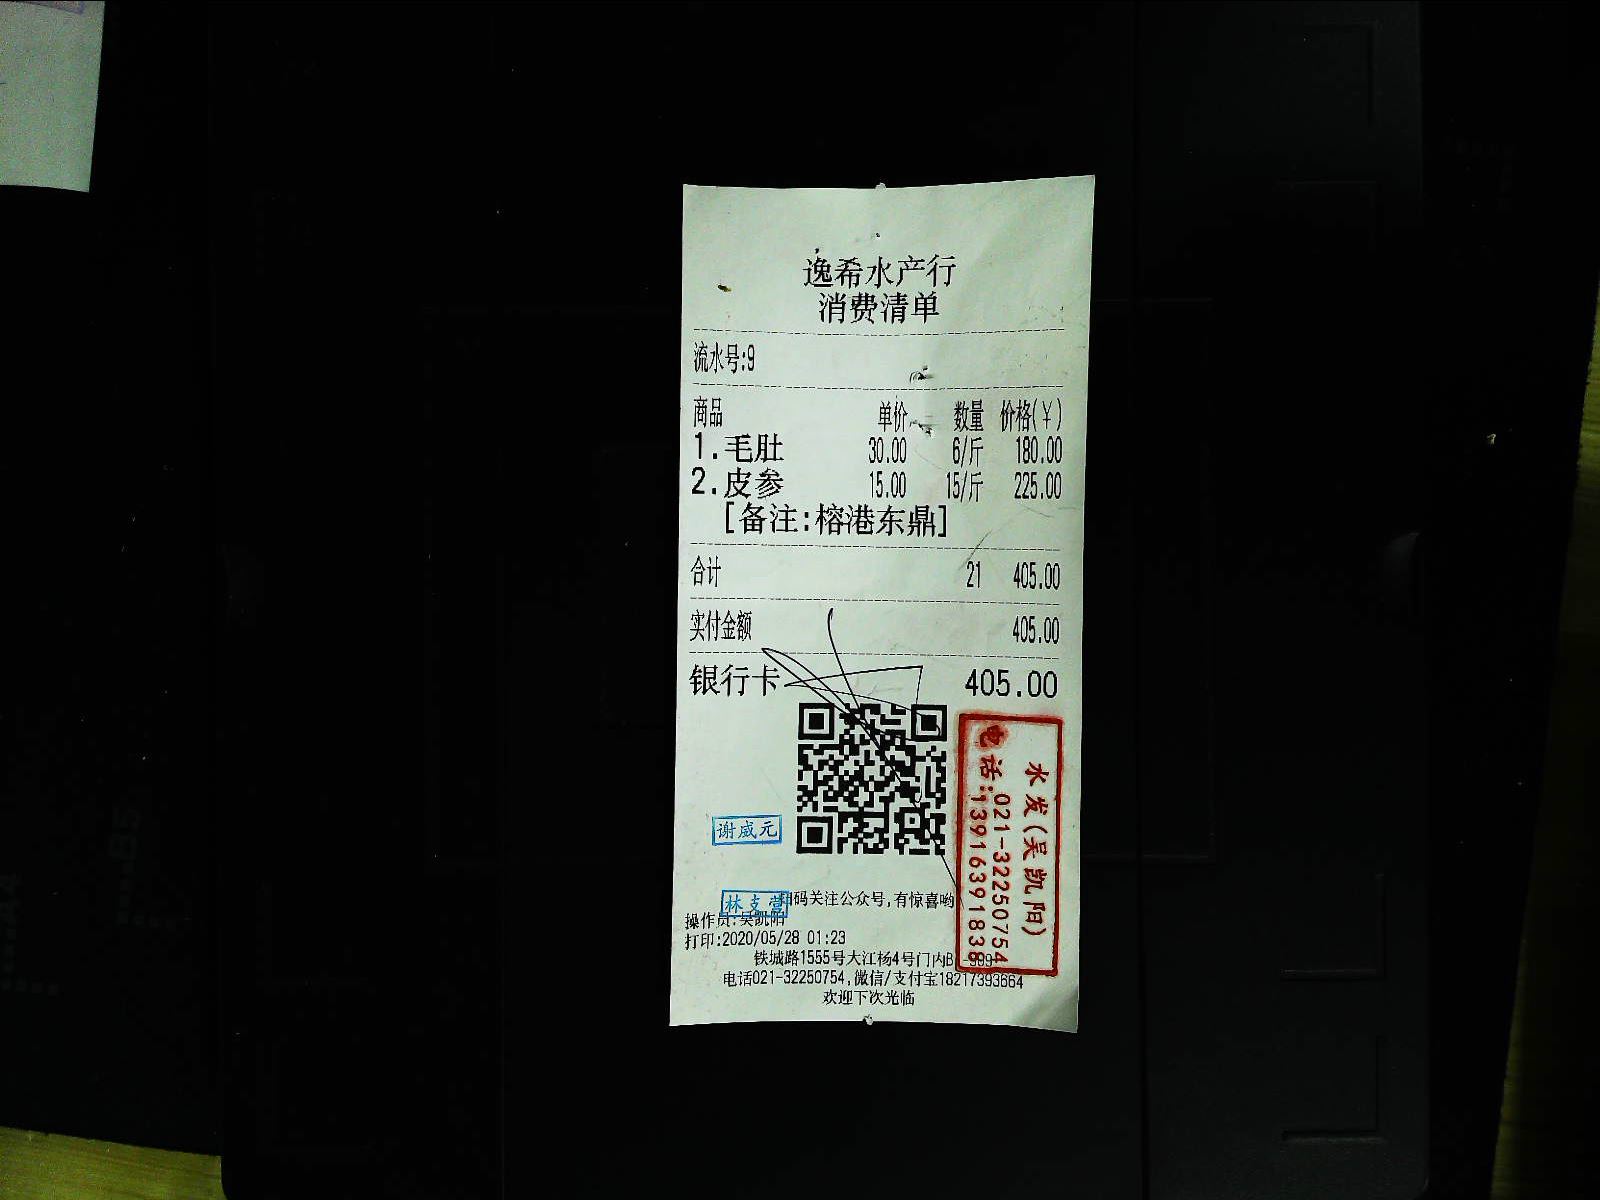 逸希水产行
消费清单
流水号:9
商品 单价 数量 价格(￥)
1.毛肚 30.00 6/斤 180.00
2.皮参 15.00 15/斤 225.00
[备注:榕港东鼎]
合计 21 405.00
实付金额 405.00
银行卡 405.00
水发(吴凯阳)
电话:021-32250754
13916391838
谢威元
林支营
码关注公众号,有惊喜哟
操作员:吴凯阳
打印:2020/05/28 01:23
铁城路1555号大江杨4号门内B -909
电话021-32250754,微信/支付宝18217393664
欢迎下次光临
B5